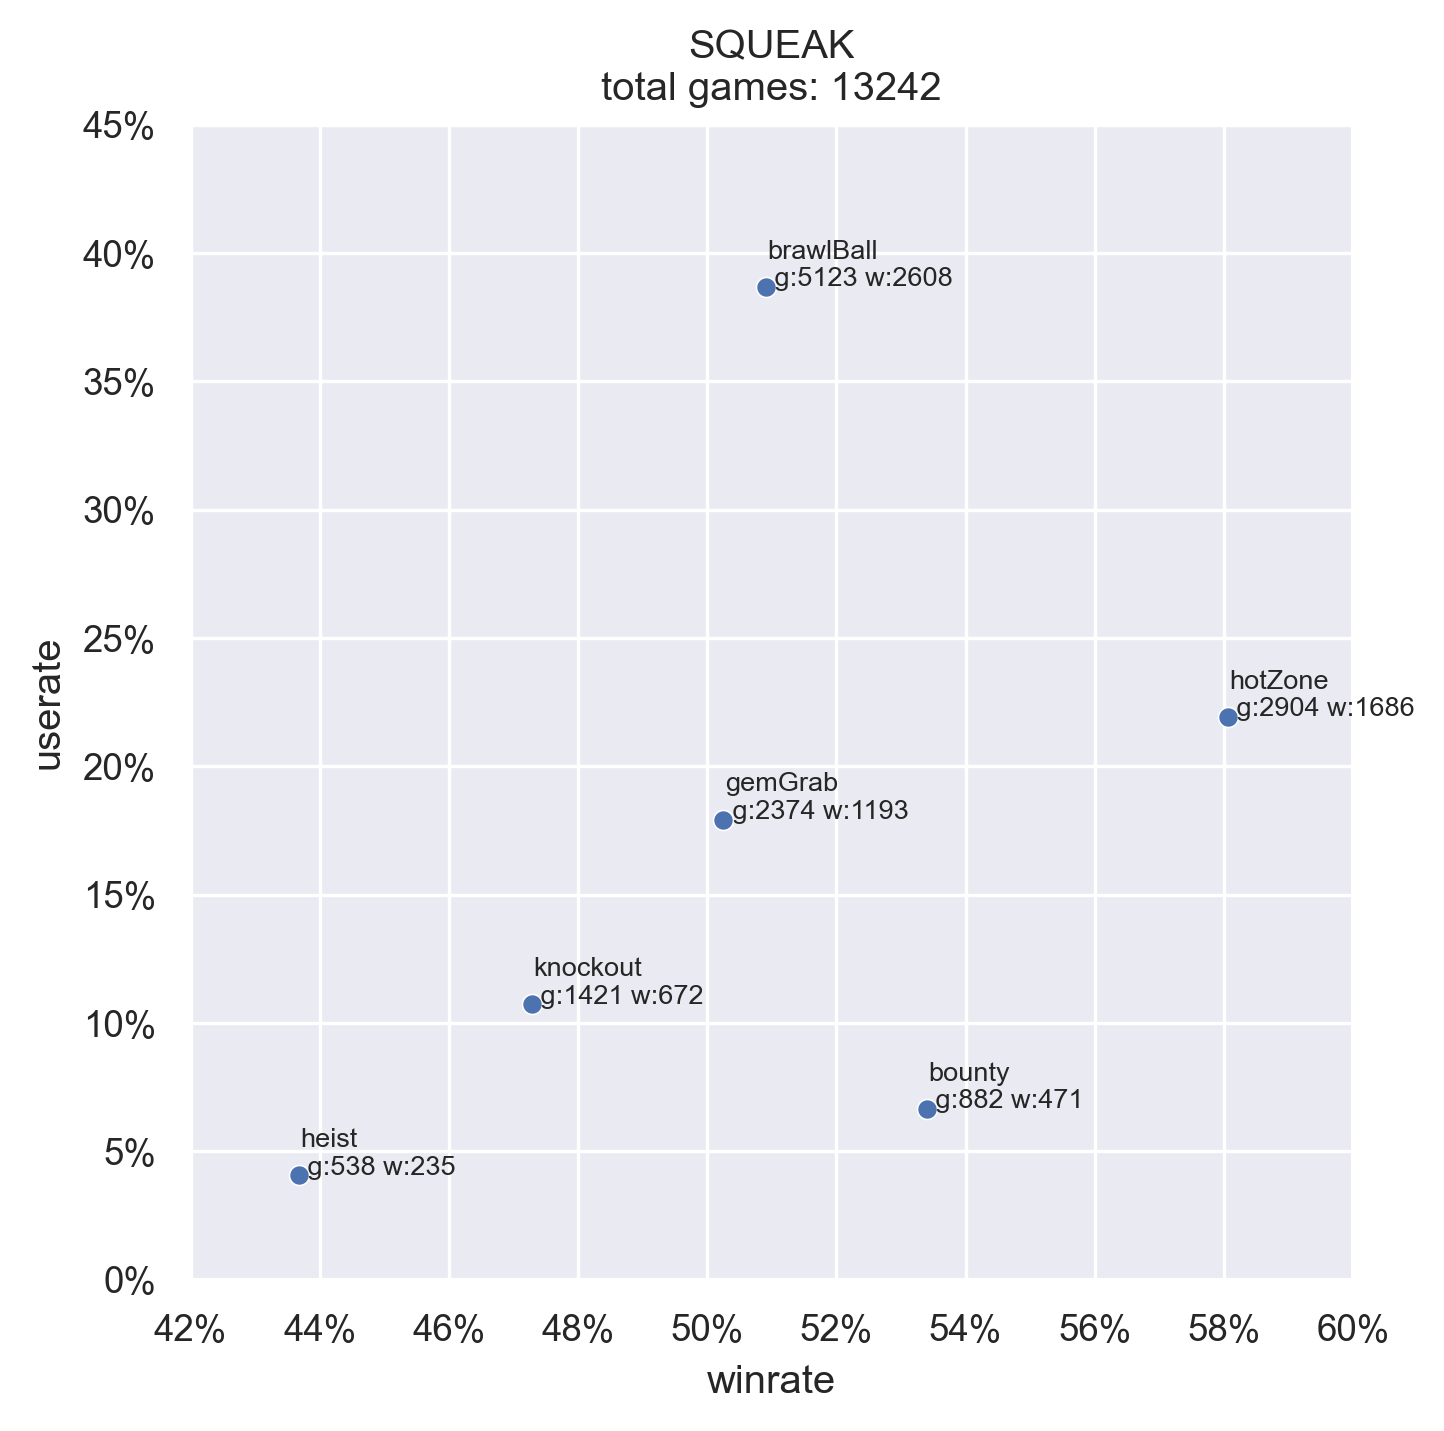 SQUEAK
total games: 13242
45%
40%
35%
30%
25%
20%
15%
10%
5%
0%
userate
brawlBall
g:5123 w:2608
hotZone
g:2904 w:1686
gemGrab
g:2374 w:1193
knockout
g:1421 w:672
bounty
g:882 w:471
heist
g:538 w:235
42% 44% 46% 48% 50% 52% 54% 56% 58% 60%
winrate